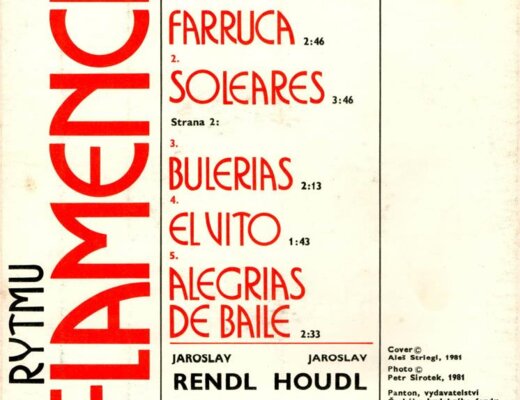 RYTMU
FLAMENC
FARRUCA 2:46
2.
SOLEARES 3:46
Strana 2:
3.
BULERIAS 2:13
4.
EL VITO 1:43
5.
ALEGRIAS
DE BAILE 2:33
JAROSLAV JAROSLAV
RENDL HOUDL
Cover ©
Aleš Striegl, 1981
Photo ©
Petr Sirotek, 1981
Panton, vydavatelství